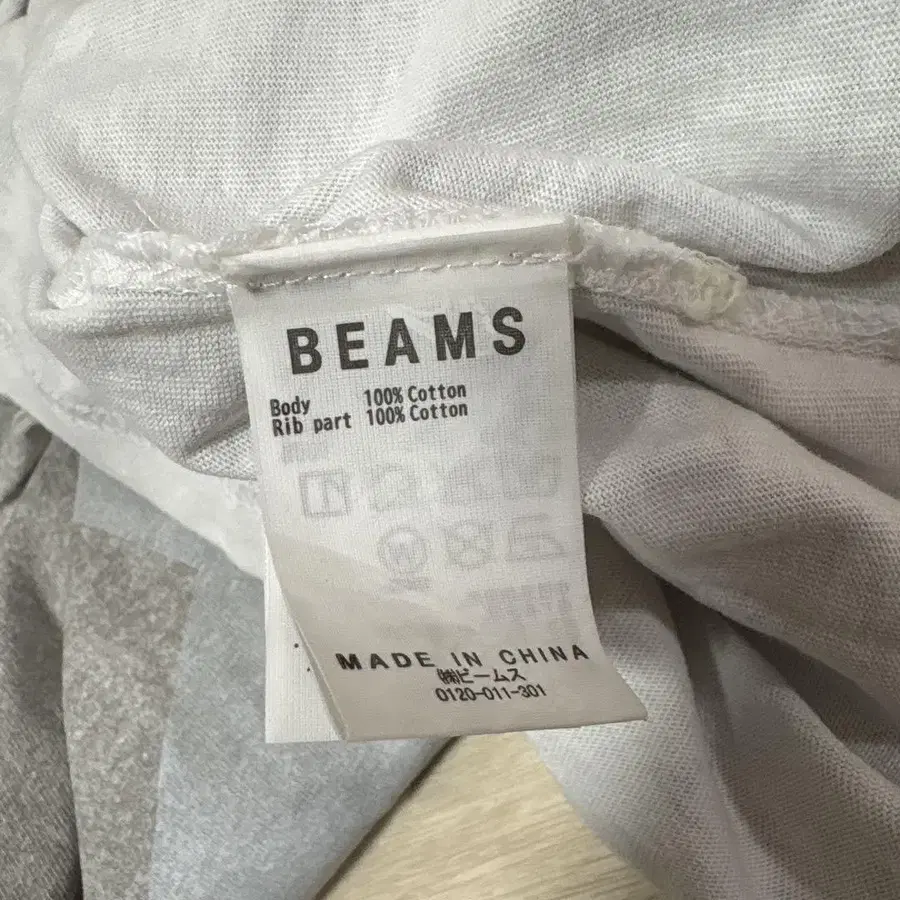 BEAMS
Body 100% Cotton
Rib part 100% Cotton
MADE IN CHINA
㈱ビームス
0120-011-301